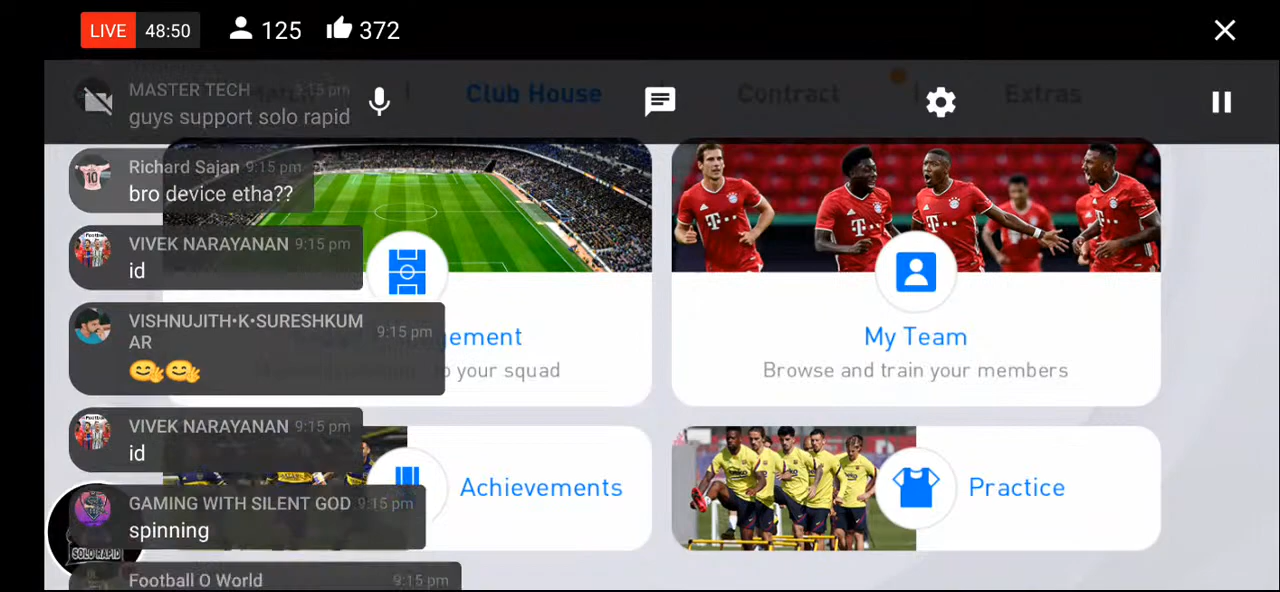 LIVE 48:50 125 372
MASTER TECH 9:15 pm
guys support solo rapid
Club House
Contract
Extras
Richard Sajan 9:15 pm
bro device etha??
VIVEK NARAYANAN 9:15 pm
id
VISHNUJITH•K•SURESHKUM
AR 9:15 pm
😊👋😊👋
to your squad
My Team
Browse and train your members
VIVEK NARAYANAN 9:15 pm
id
GAMING WITH SILENT GOD 9:15 pm
spinning
Achievements
Practice
SOLO RAPID
Football O World 9:15 pm